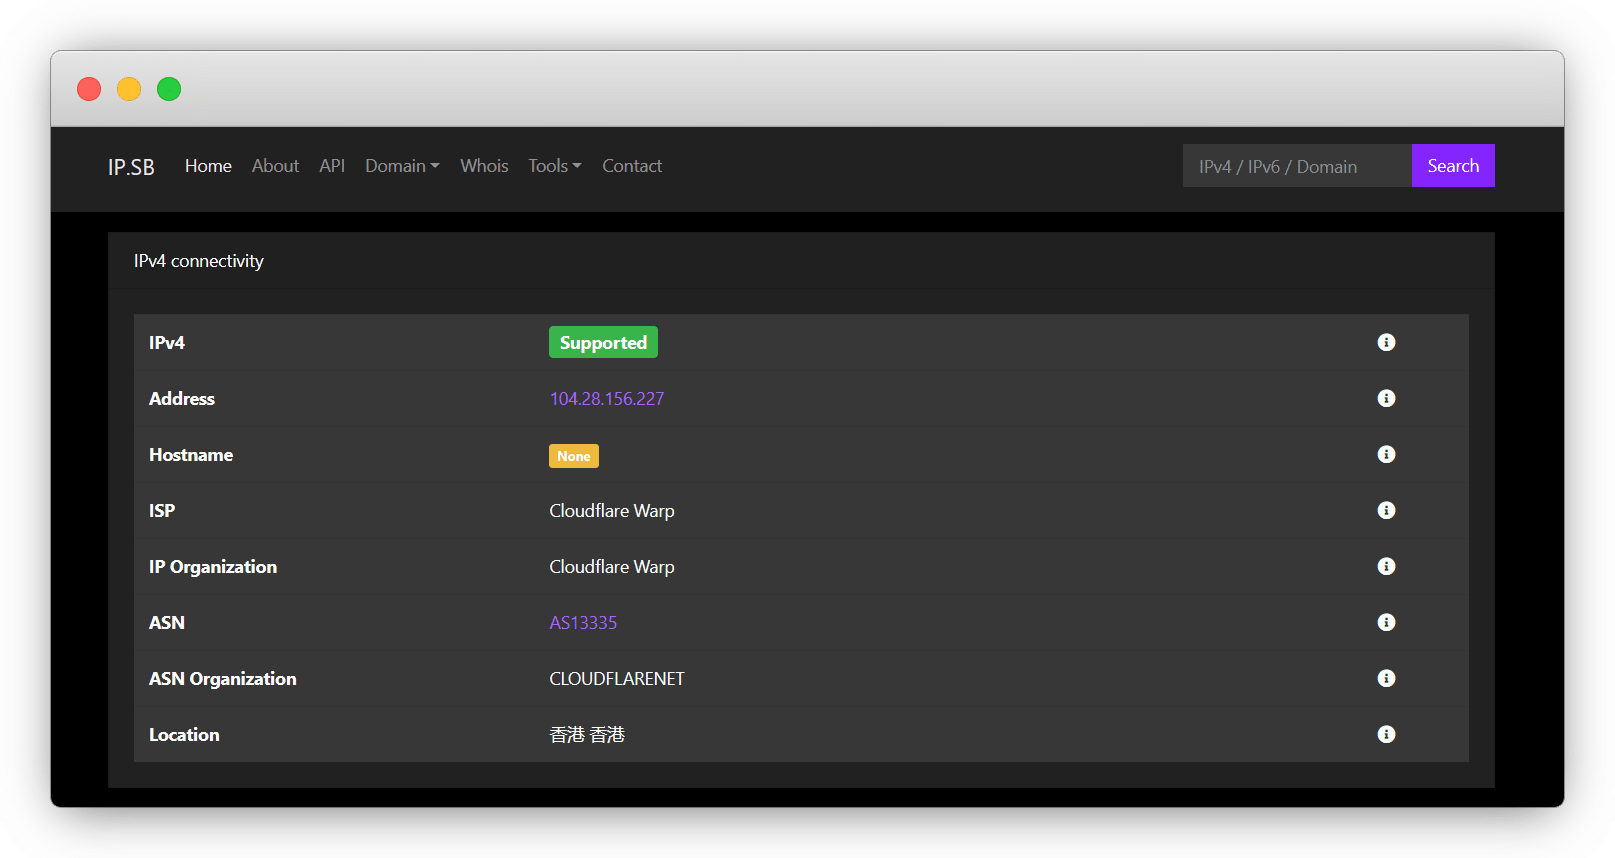 IP.SB Home About API Domain Whois Tools Contact IPv4 / IPv6 / Domain Search
IPv4 connectivity
IPv4 Supported
Address 104.28.156.227
Hostname None
ISP Cloudflare Warp
IP Organization Cloudflare Warp
ASN AS13335
ASN Organization CLOUDFLARENET
Location 香港 香港